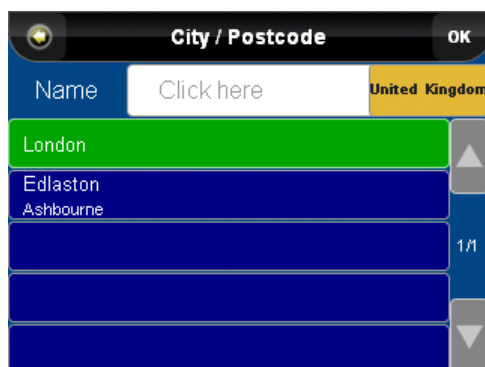 City / Postcode OK
Name Click here United Kingdom
London
Edlaston
Ashbourne
1/1